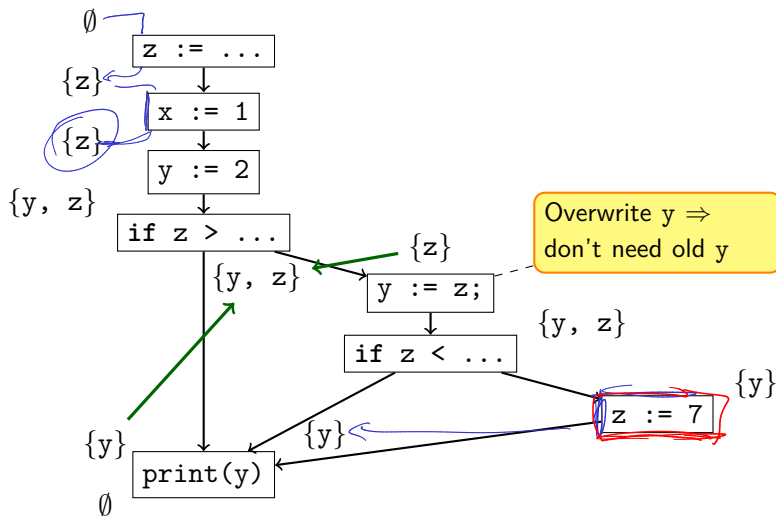 ∅
z := ...
{z}
x := 1
{z}
y := 2
{y, z}
if z > ...
Overwrite y ⇒
don't need old y
{z}
{y, z}
y := z;
{y, z}
if z < ...
{y}
z := 7
{y}
{y}
print(y)
∅